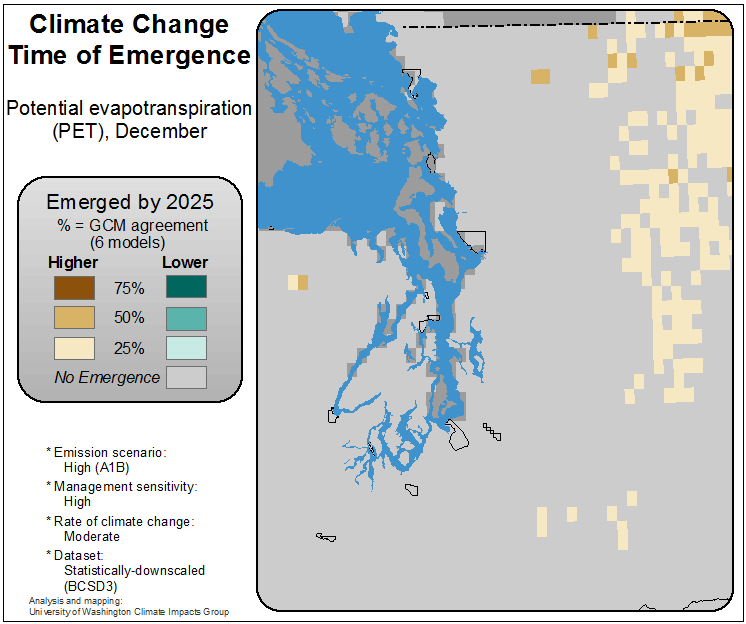 Climate Change
Time of Emergence
Potential evapotranspiration
(PET), December
Emerged by 2025
% = GCM agreement
(6 models)
Higher Lower
75%
50%
25%
No Emergence
* Emission scenario:
High (A1B)
* Management sensitivity:
High
* Rate of climate change:
Moderate
* Dataset:
Statistically-downscaled
(BCSD3)
Analysis and mapping:
University of Washington Climate Impacts Group